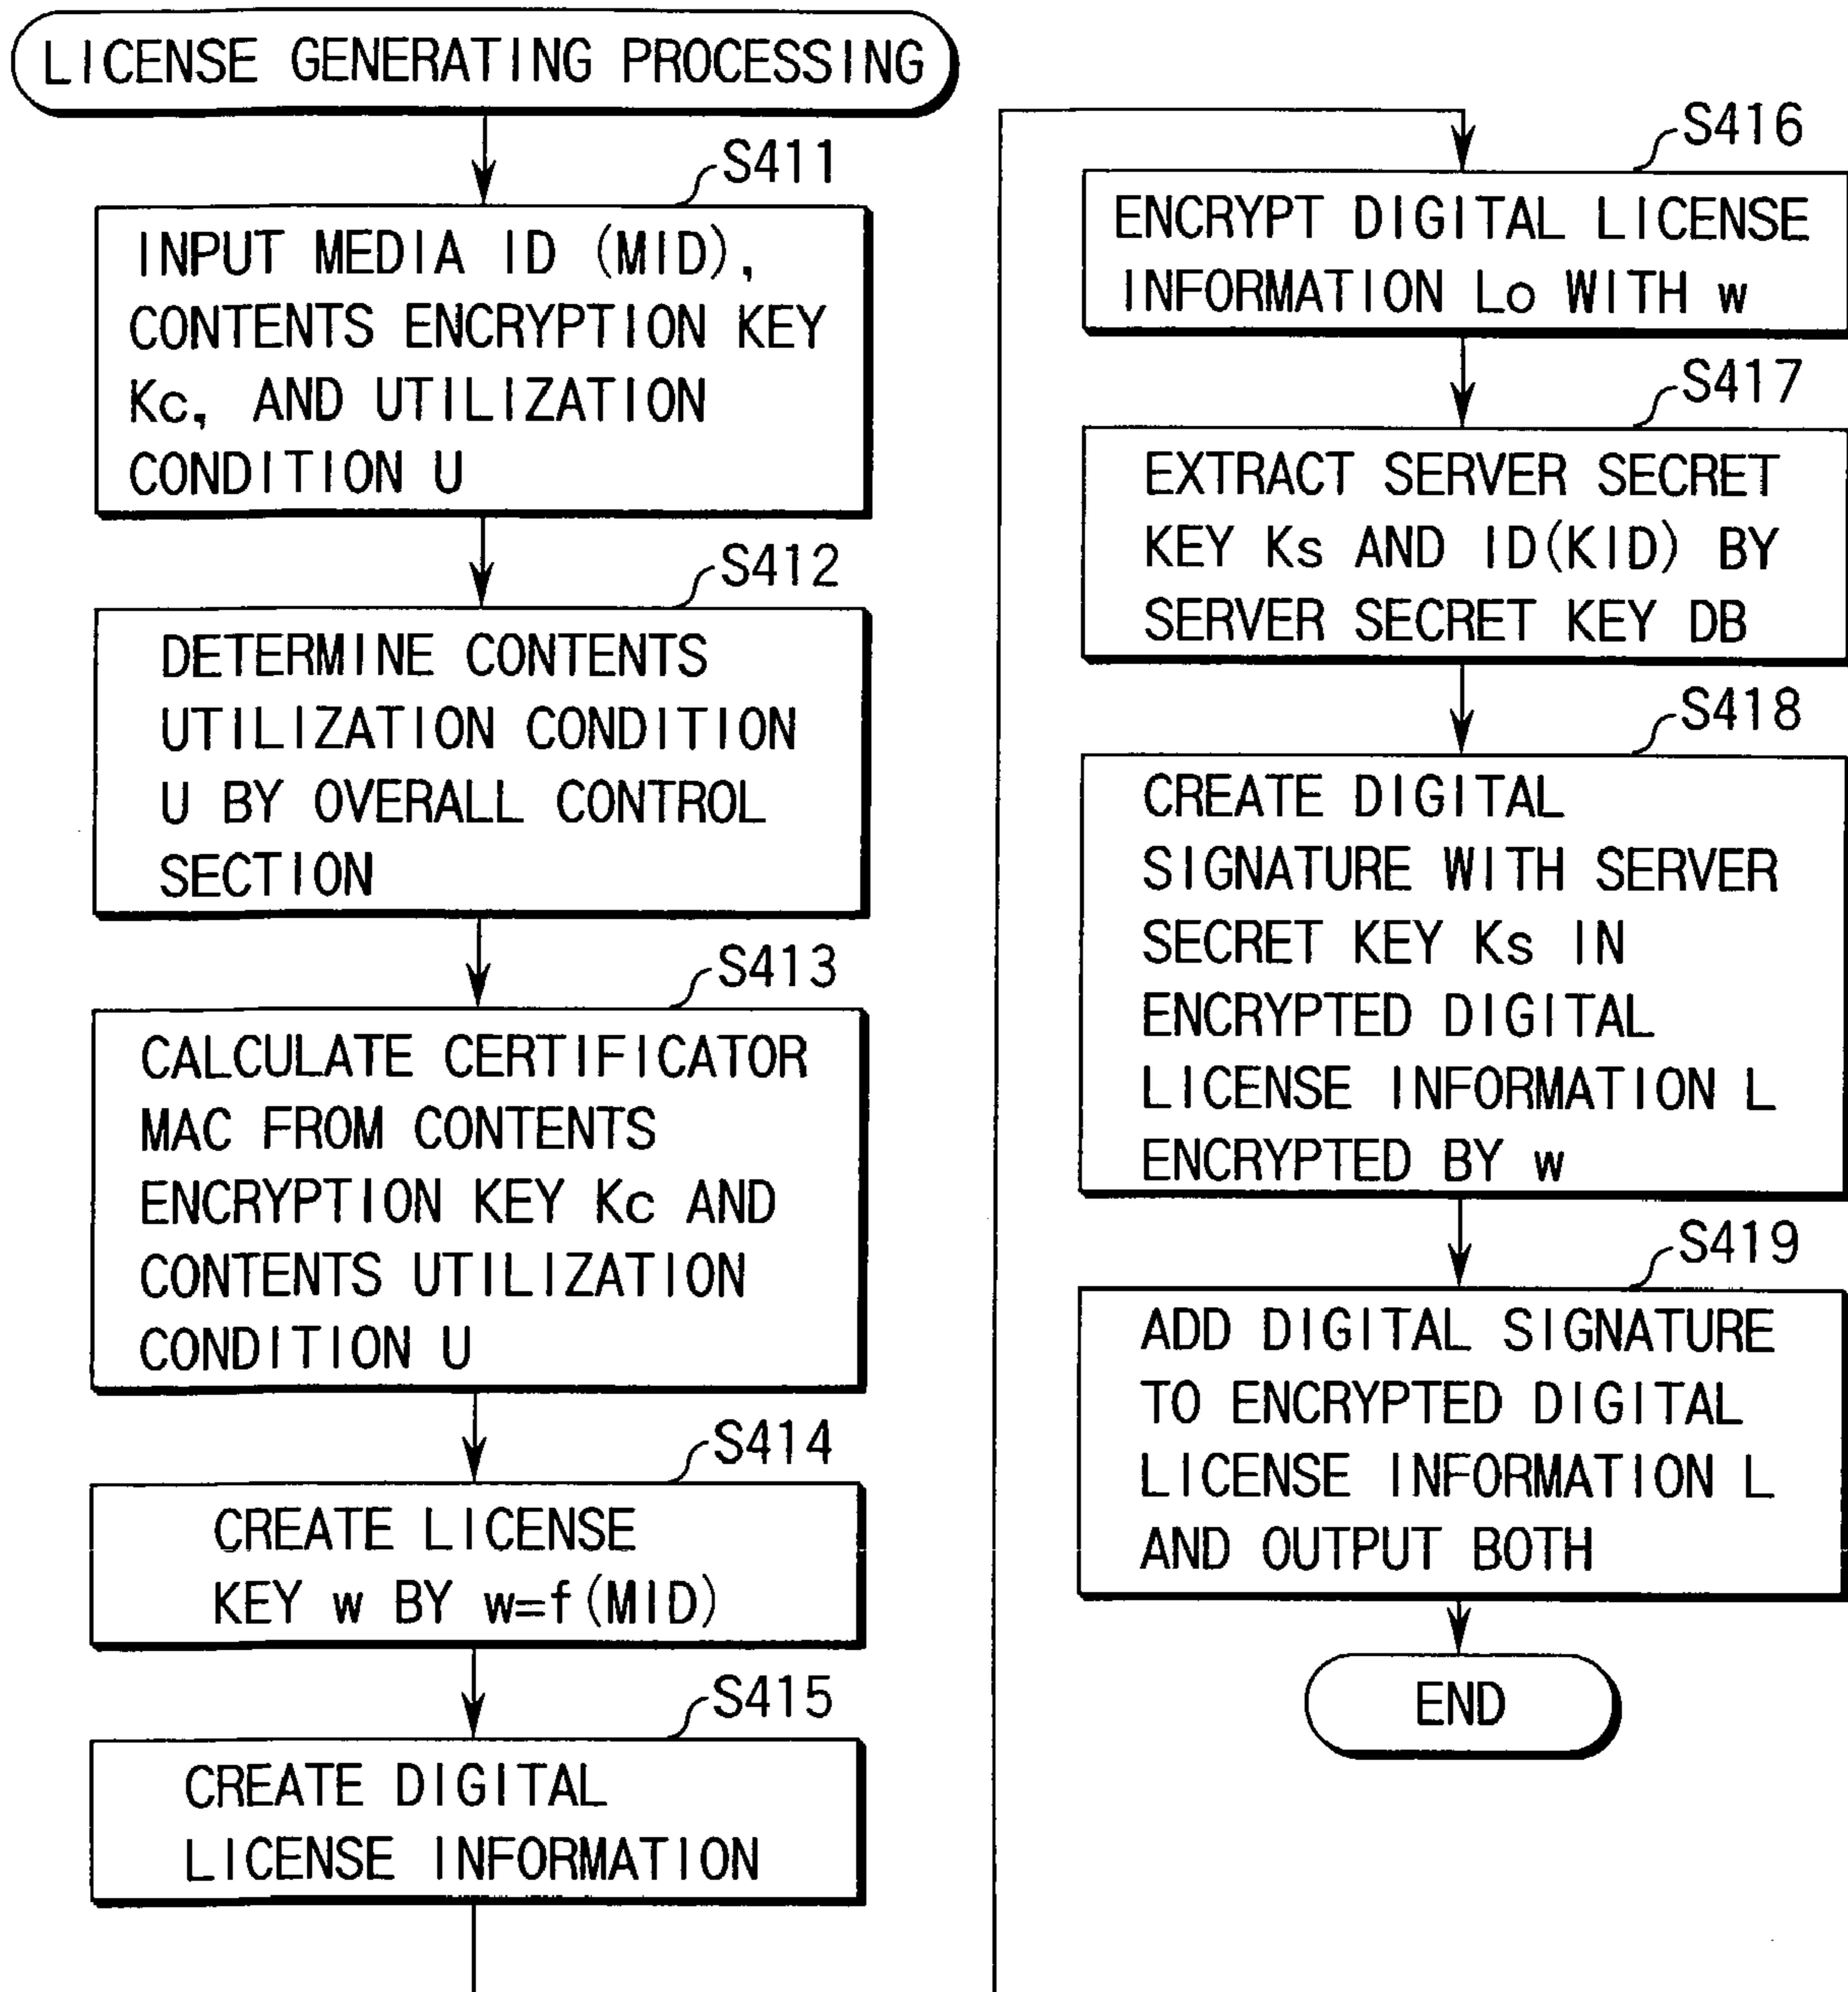 LICENSE GENERATING PROCESSING
S411
INPUT MEDIA ID (MID),
CONTENTS ENCRYPTION KEY
Kc, AND UTILIZATION
CONDITION U
S412
DETERMINE CONTENTS
UTILIZATION CONDITION
U BY OVERALL CONTROL
SECTION
S413
CALCULATE CERTIFICATOR
MAC FROM CONTENTS
ENCRYPTION KEY Kc AND
CONTENTS UTILIZATION
CONDITION U
S414
CREATE LICENSE
KEY w BY w=f(MID)
S415
CREATE DIGITAL
LICENSE INFORMATION
S416
ENCRYPT DIGITAL LICENSE
INFORMATION Lo WITH w
S417
EXTRACT SERVER SECRET
KEY Ks AND ID(KID) BY
SERVER SECRET KEY DB
S418
CREATE DIGITAL
SIGNATURE WITH SERVER
SECRET KEY Ks IN
ENCRYPTED DIGITAL
LICENSE INFORMATION L
ENCRYPTED BY w
S419
ADD DIGITAL SIGNATURE
TO ENCRYPTED DIGITAL
LICENSE INFORMATION L
AND OUTPUT BOTH
END